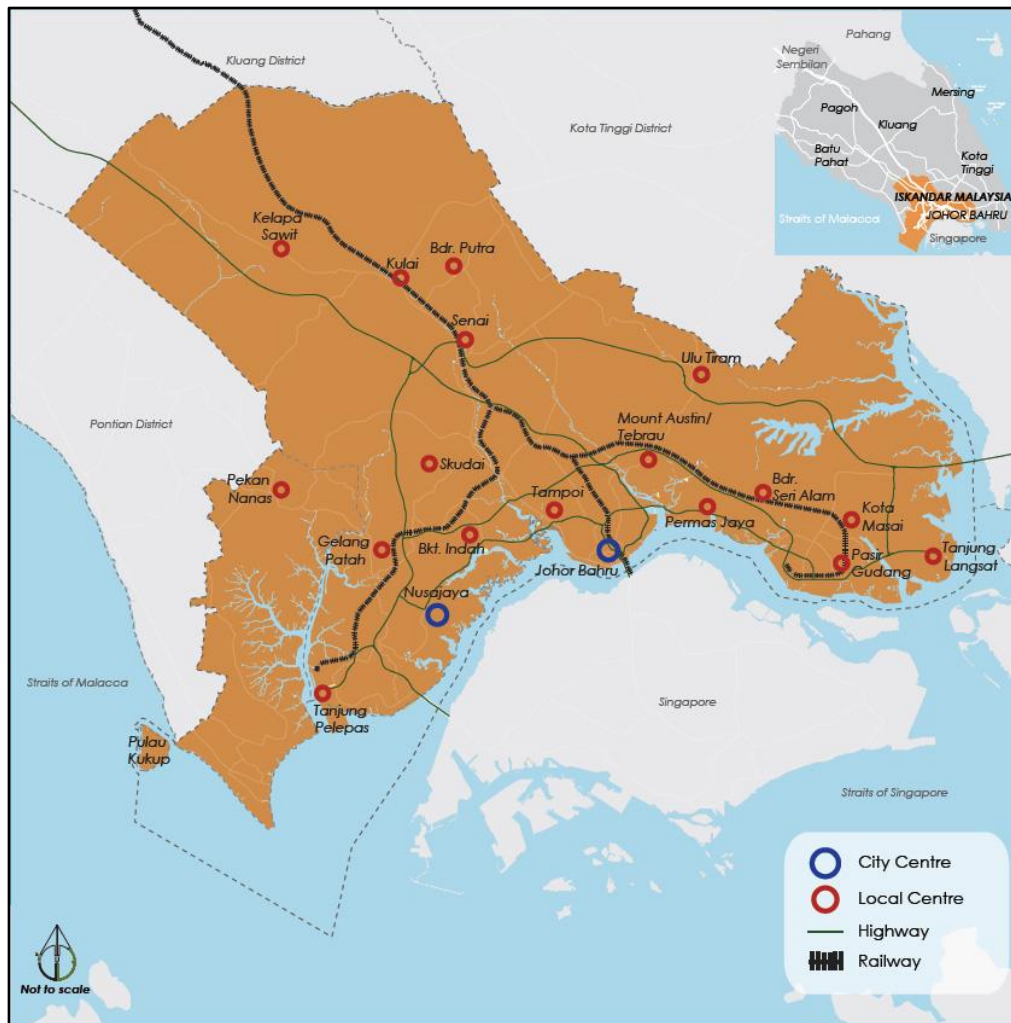 Kluang District
Kota Tinggi District
Pahang
Negeri
Sembilan
Mersing
Pagoh
Kluang
Batu
Pahat
Kota
Tinggi
ISKANDAR MALAYSIA
JOHOR BAHRU
Straits of Malacca
Singapore
Kelapa
Sawit
Kulai
Bdr. Putra
Senai
Ulu Tiram
Pontian District
Mount Austin/
Tebrau
Skudai
Pekan
Nanas
Tampoi
Bdr.
Seri Alam
Permas Jaya
Kota
Masai
Gelang
Patah
Bkt. Indah
Johor Bahru
Pasir
Gudang
Tanjung
Langsat
Nusajaya
Straits of Malacca
Tanjung
Pelepas
Singapore
Pulau
Kukup
Straits of Singapore
City Centre
Local Centre
Highway
Railway
Not to scale